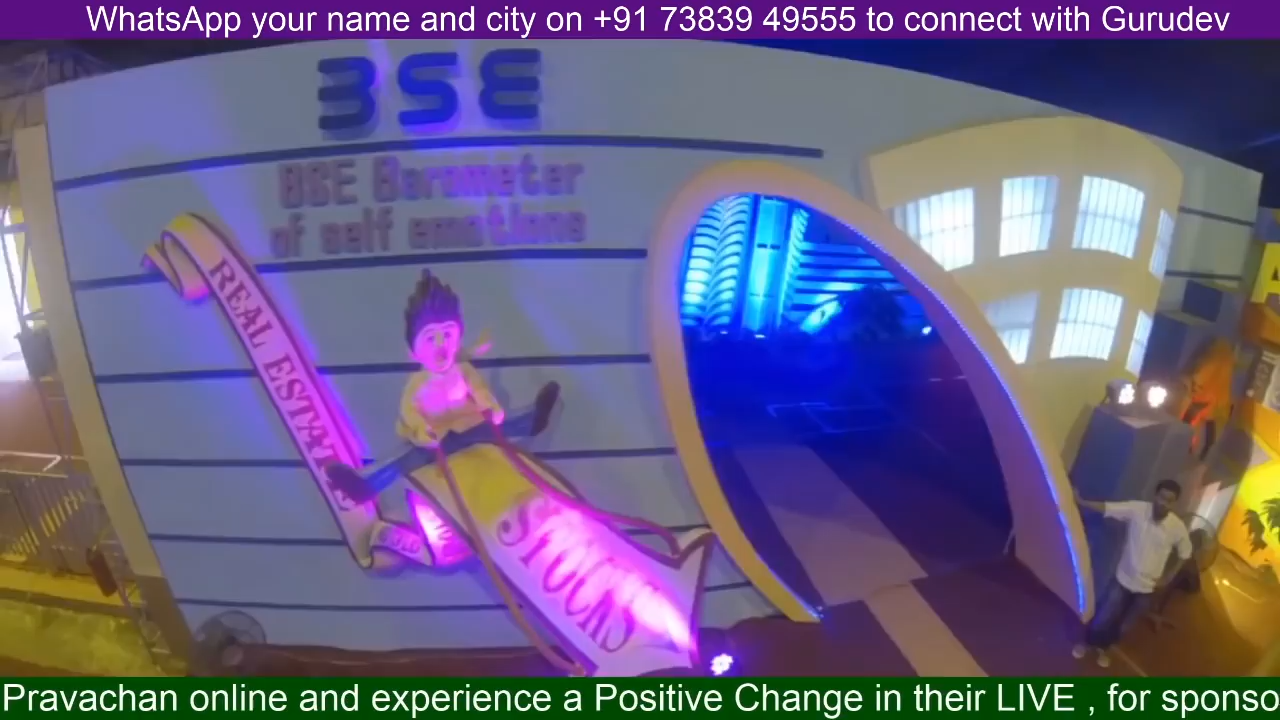 WhatsApp your name and city on +91 73839 49555 to connect with Gurudev
BSE
BSE Barometer
of self emotions
REAL ESTATE
GOLD
STOCKS
Pravachan online and experience a Positive Change in their LIVE , for sponso